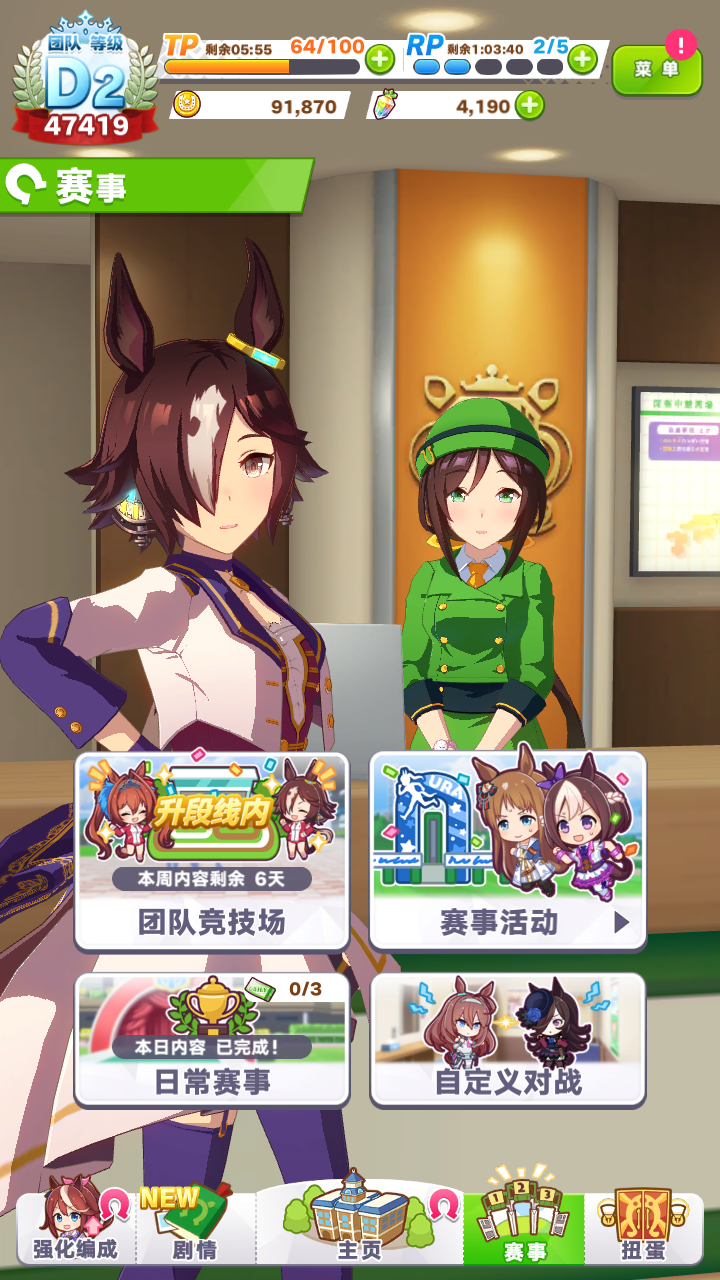 团队 等级
D2
47419
TP 剩余05:55 64/100
RP 剩余1:03:40 2/5
菜单
91,870
4,190
赛事
升段线内
本周内容剩余 6天
团队竞技场
URA
赛事活动
0/3
本日内容 已完成!
日常赛事
自定义对战
强化编成
NEW
剧情
主页
1 2 3
赛事
扭蛋